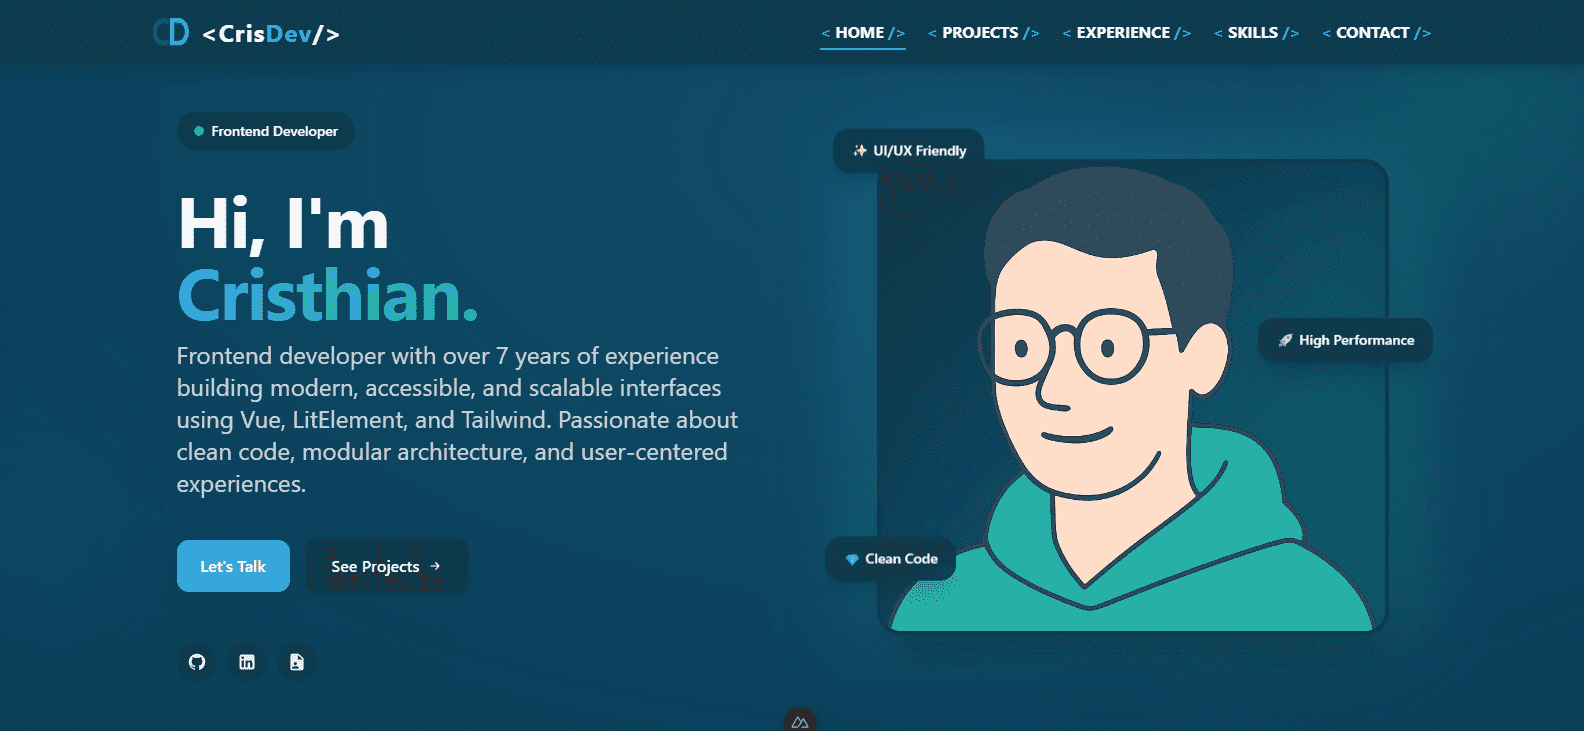 CD <CrisDev/>
< HOME /> < PROJECTS /> < EXPERIENCE /> < SKILLS /> < CONTACT />
Frontend Developer
Hi, I'm
Cristhian.
Frontend developer with over 7 years of experience
building modern, accessible, and scalable interfaces
using Vue, LitElement, and Tailwind. Passionate about
clean code, modular architecture, and user-centered
experiences.
Let's Talk
See Projects →
UI/UX Friendly
High Performance
Clean Code
in